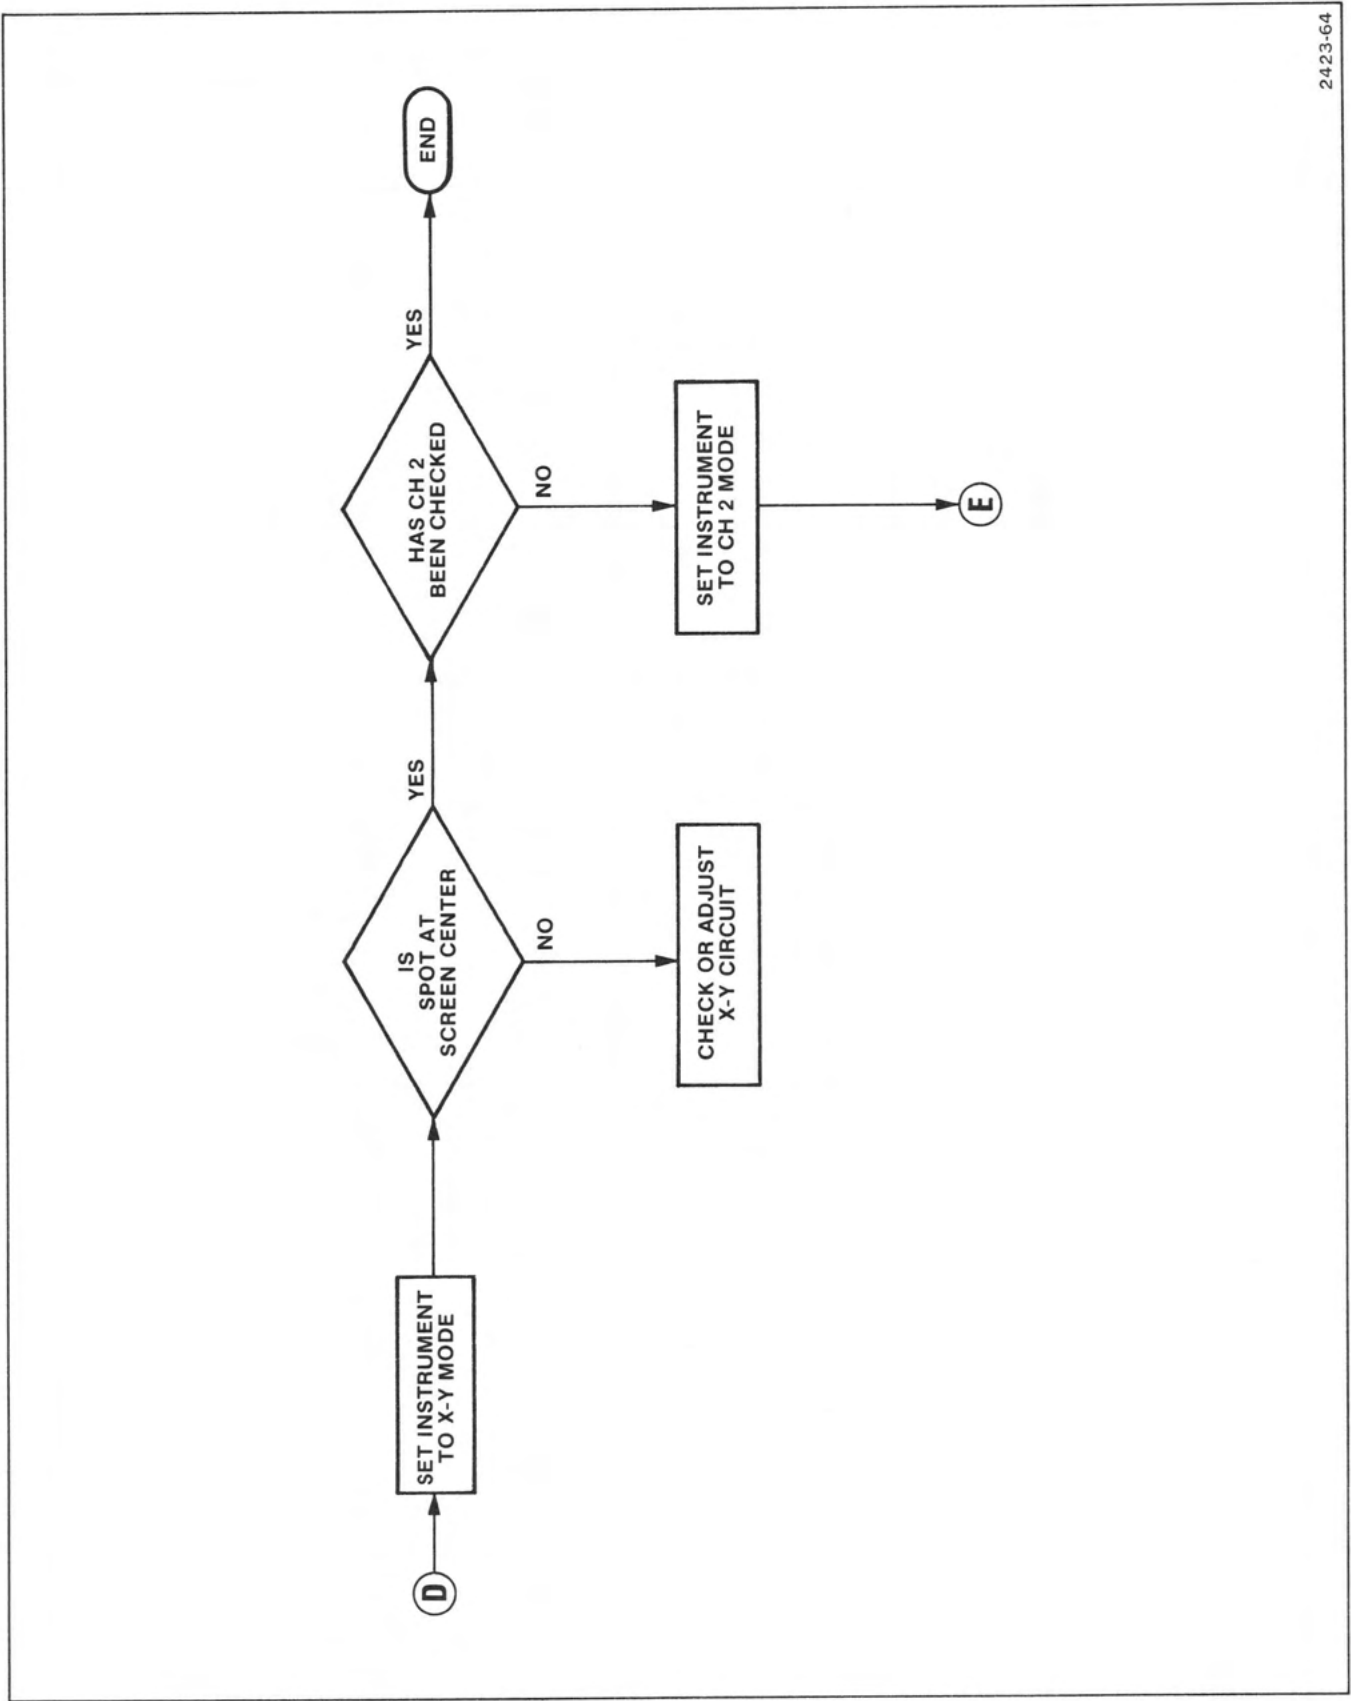 D
SET INSTRUMENT
TO X-Y MODE
IS
SPOT AT
SCREEN CENTER
YES
NO
CHECK OR ADJUST
X-Y CIRCUIT
HAS CH 2
BEEN CHECKED
YES
NO
SET INSTRUMENT
TO CH 2 MODE
E
END
2423-64